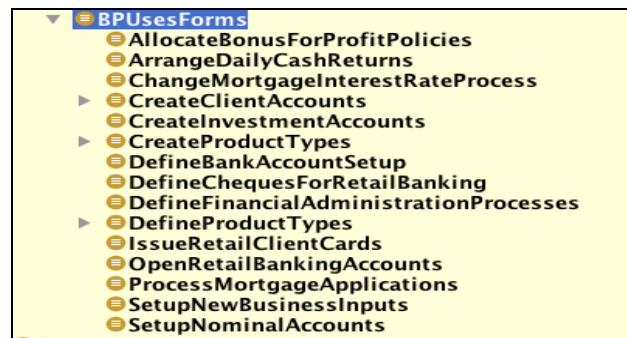 BPUsesForms
AllocateBonusForProfitPolicies
ArrangeDailyCashReturns
ChangeMortgageInterestRateProcess
CreateClientAccounts
CreateInvestmentAccounts
CreateProductTypes
DefineBankAccountSetup
DefineChequesForRetailBanking
DefineFinancialAdministrationProcesses
DefineProductTypes
IssueRetailClientCards
OpenRetailBankingAccounts
ProcessMortgageApplications
SetupNewBusinessInputs
SetupNominalAccounts